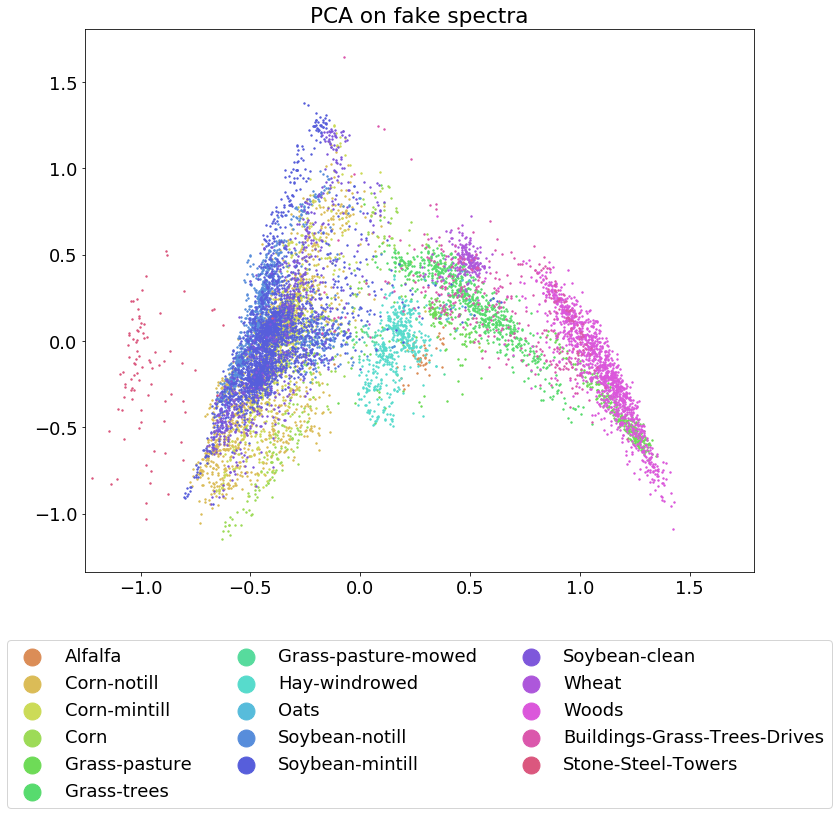 PCA on fake spectra
1.5
1.0
0.5
0.0
−0.5
−1.0
−1.0 −0.5 0.0 0.5 1.0 1.5
Alfalfa Grass-pasture-mowed Soybean-clean
Corn-notill Hay-windrowed Wheat
Corn-mintill Oats Woods
Corn Soybean-notill Buildings-Grass-Trees-Drives
Grass-pasture Soybean-mintill Stone-Steel-Towers
Grass-trees